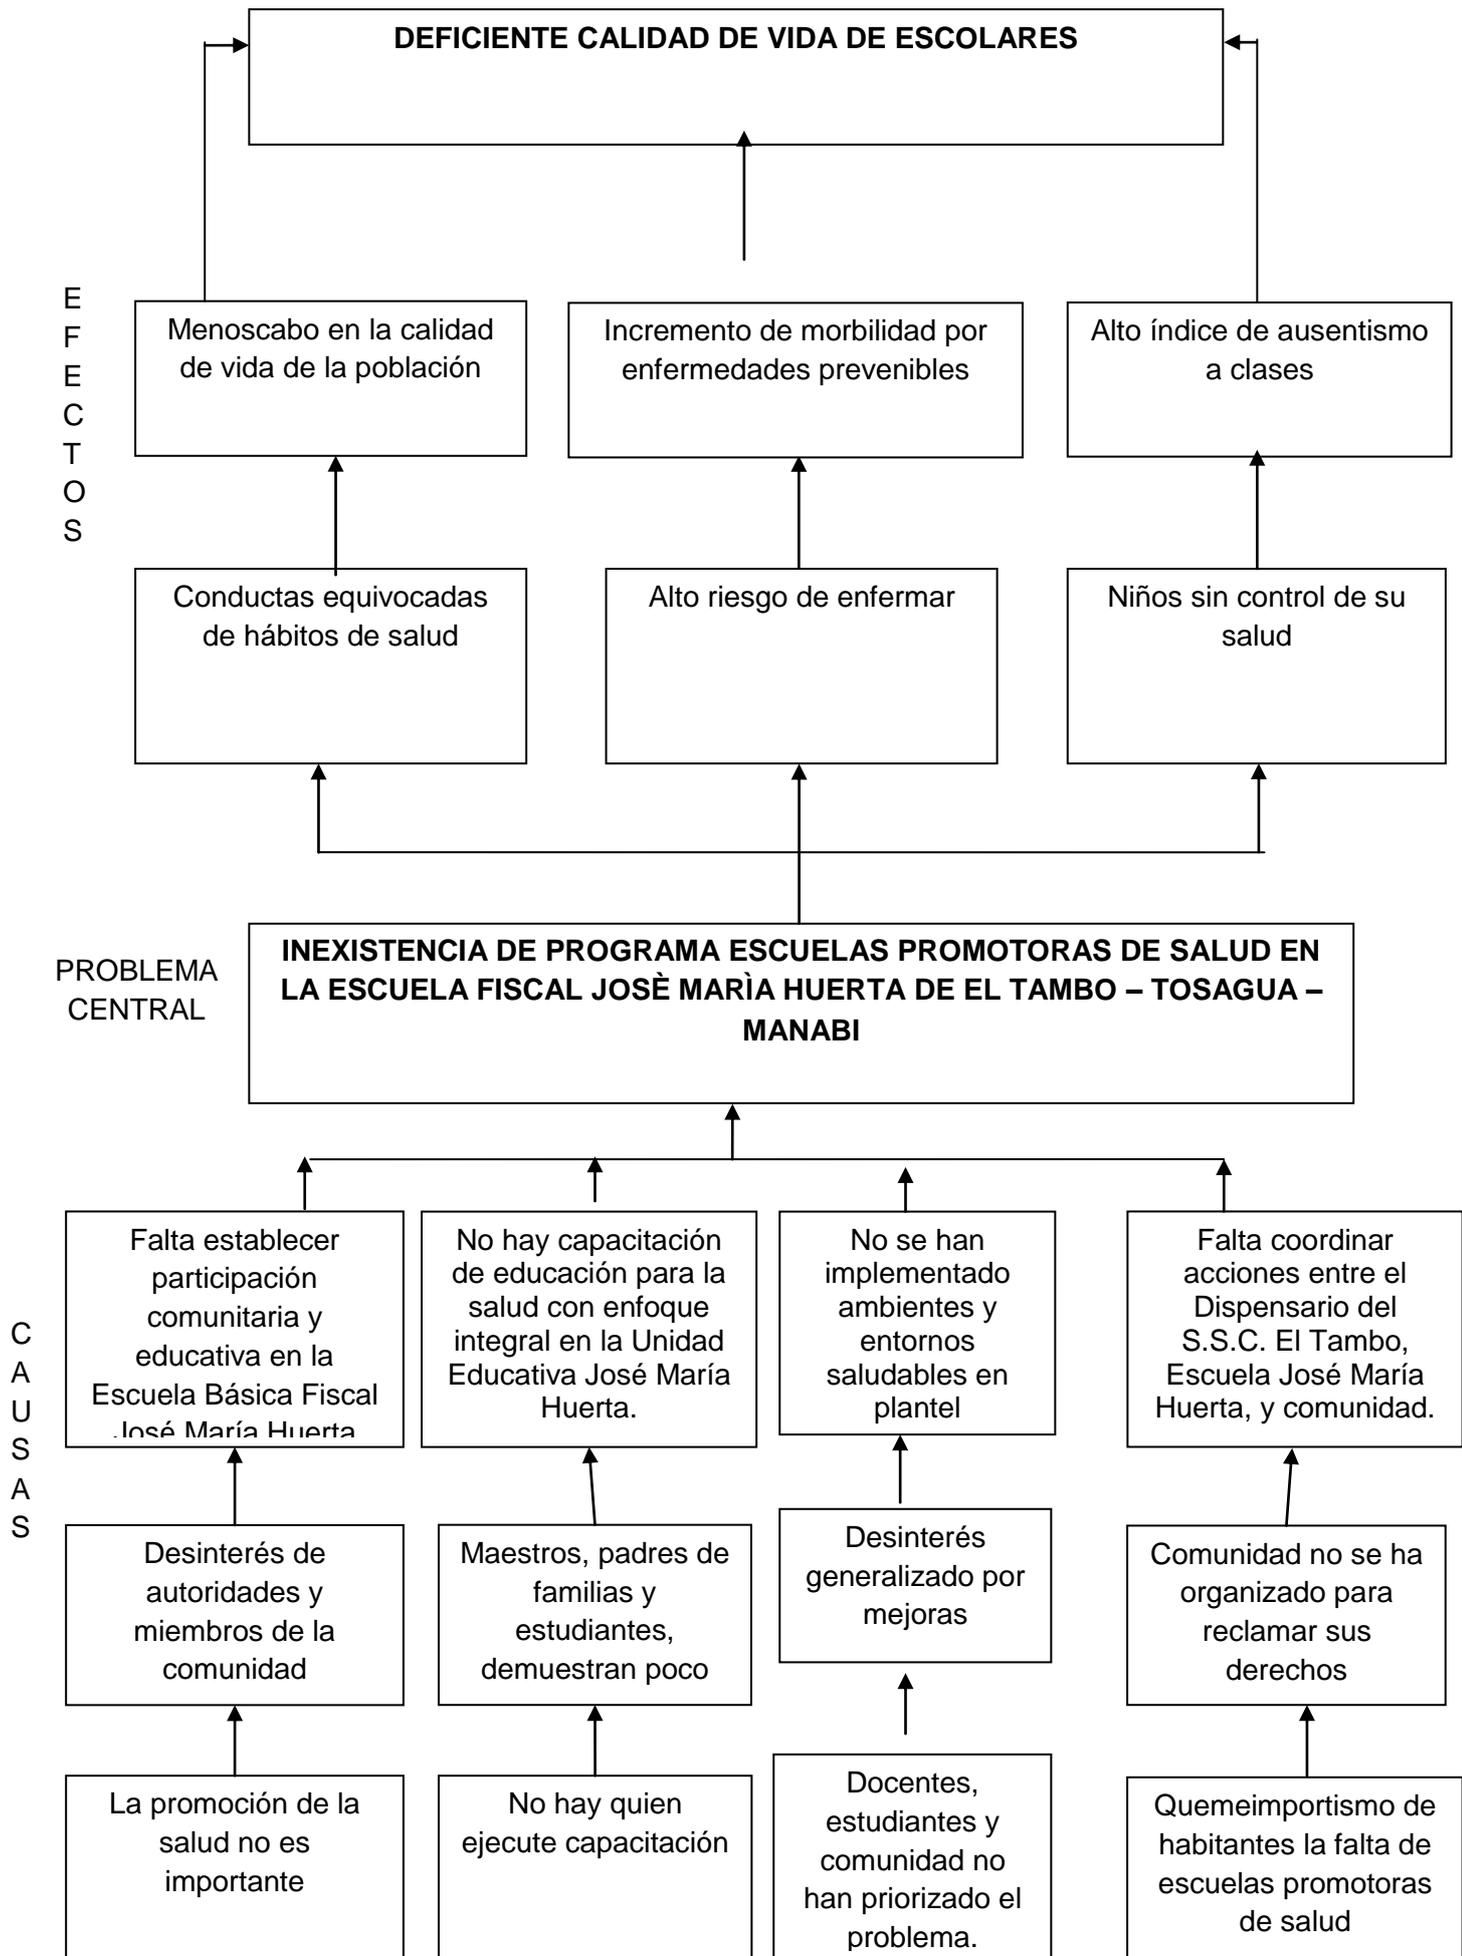 DEFICIENTE CALIDAD DE VIDA DE ESCOLARES
E
F
E
C
T
O
S
Menoscabo en la calidad
de vida de la población
Incremento de morbilidad por
enfermedades prevenibles
Alto índice de ausentismo
a clases
Conductas equivocadas
de hábitos de salud
Alto riesgo de enfermar
Niños sin control de su
salud
PROBLEMA
CENTRAL
INEXISTENCIA DE PROGRAMA ESCUELAS PROMOTORAS DE SALUD EN
LA ESCUELA FISCAL JOSÈ MARÌA HUERTA DE EL TAMBO – TOSAGUA –
MANABI
C
A
U
S
A
S
Falta establecer
participación
comunitaria y
educativa en la
Escuela Básica Fiscal
José María Huerta
No hay capacitación
de educación para la
salud con enfoque
integral en la Unidad
Educativa José María
Huerta.
No se han
implementado
ambientes y
entornos
saludables en
plantel
Falta coordinar
acciones entre el
Dispensario del
S.S.C. El Tambo,
Escuela José María
Huerta, y comunidad.
Desinterés de
autoridades y
miembros de la
comunidad
Maestros, padres de
familias y
estudiantes,
demuestran poco
Desinterés
generalizado por
mejoras
Comunidad no se ha
organizado para
reclamar sus
derechos
La promoción de la
salud no es
importante
No hay quien
ejecute capacitación
Docentes,
estudiantes y
comunidad no
han priorizado el
problema.
Quemeimportismo de
habitantes la falta de
escuelas promotoras
de salud